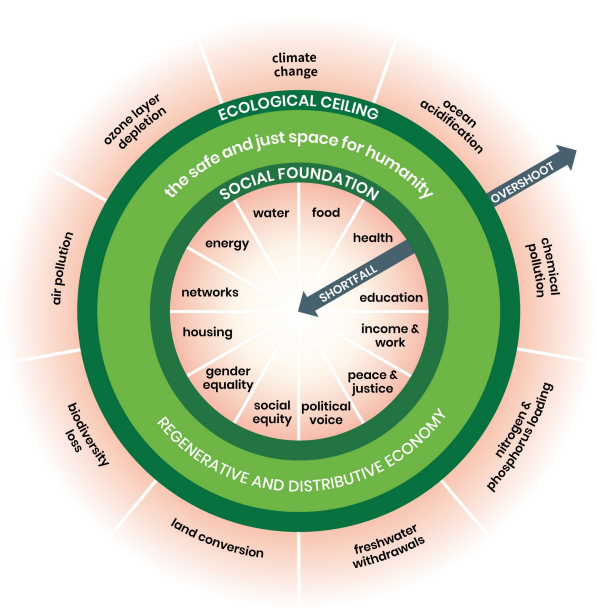 climate
change
ocean
acidification
chemical
pollution
nitrogen &
phosphorus loading
freshwater
withdrawals
land conversion
biodiversity
loss
air pollution
ozone layer
depletion
ECOLOGICAL CEILING
the safe and just space for humanity
SOCIAL FOUNDATION
OVERSHOOT
water
food
energy
health
SHORTFALL
networks
education
housing
income &
work
gender
equality
peace &
justice
social
equity
political
voice
REGENERATIVE AND DISTRIBUTIVE ECONOMY